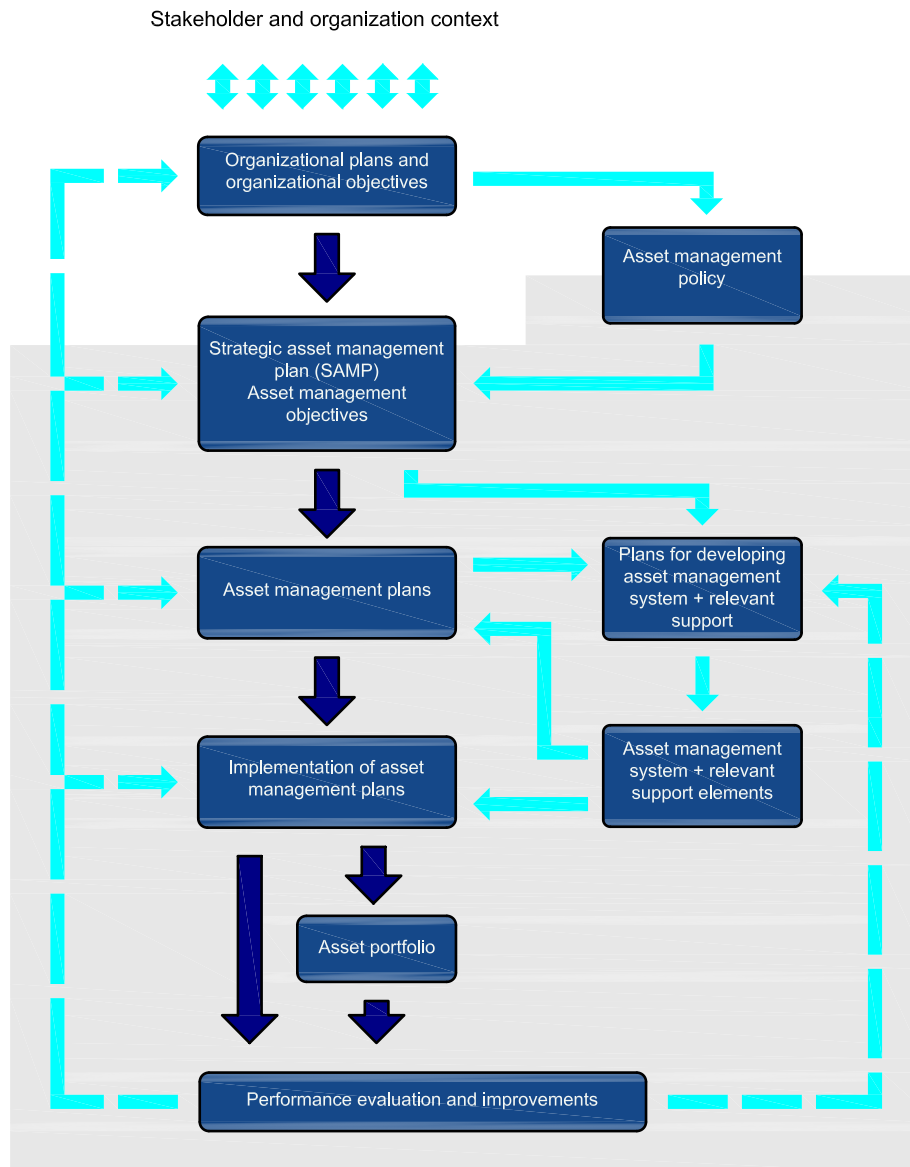 Stakeholder and organization context
Organizational plans and
organizational objectives
Asset management
policy
Strategic asset management
plan (SAMP)
Asset management
objectives
Asset management plans
Plans for developing
asset management
system + relevant
support
Implementation of asset
management plans
Asset management
system + relevant
support elements
Asset portfolio
Performance evaluation and improvements